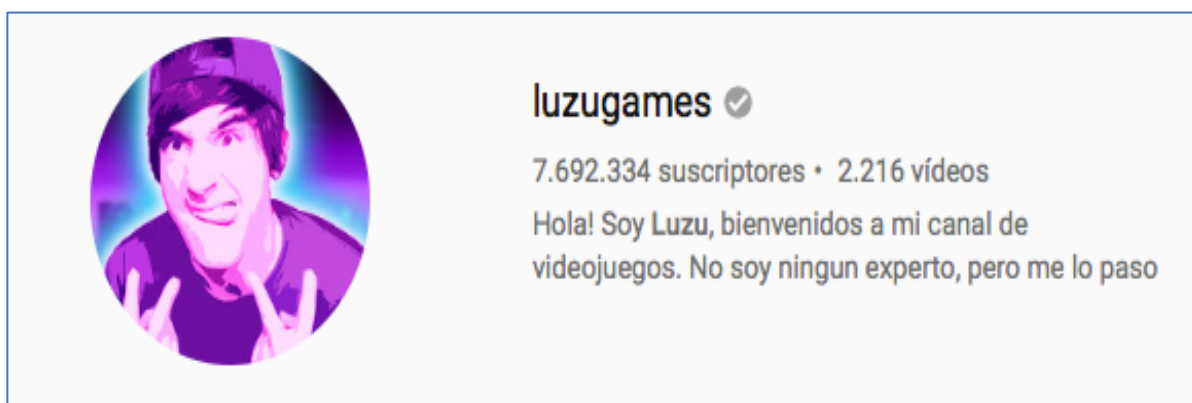 luzugames
7.692.334 suscriptores • 2.216 vídeos
Hola! Soy Luzu, bienvenidos a mi canal de
videojuegos. No soy ningun experto, pero me lo paso